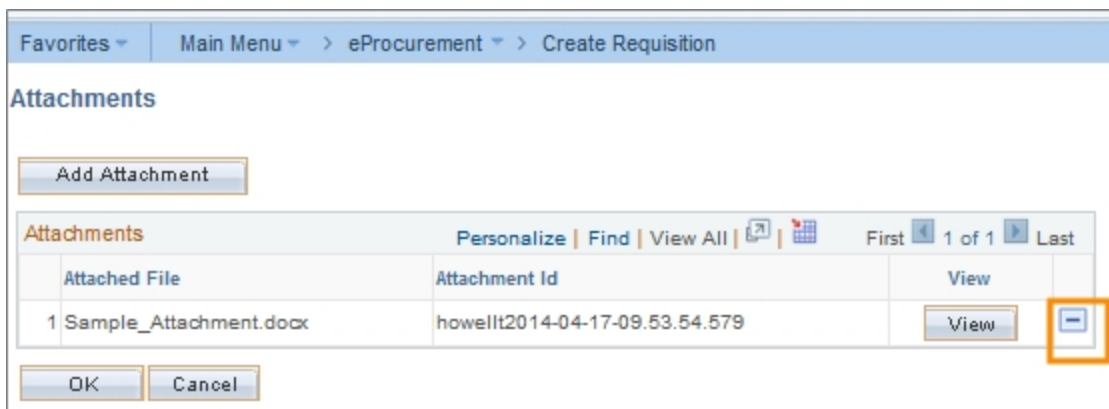 Favorites Main Menu > eProcurement > Create Requisition
Attachments
Add Attachment
Attachments Personalize | Find | View All | | First 1 of 1 Last
Attached File Attachment Id View
1 Sample_Attachment.docx howellt2014-04-17-09.53.54.579 View
OK Cancel